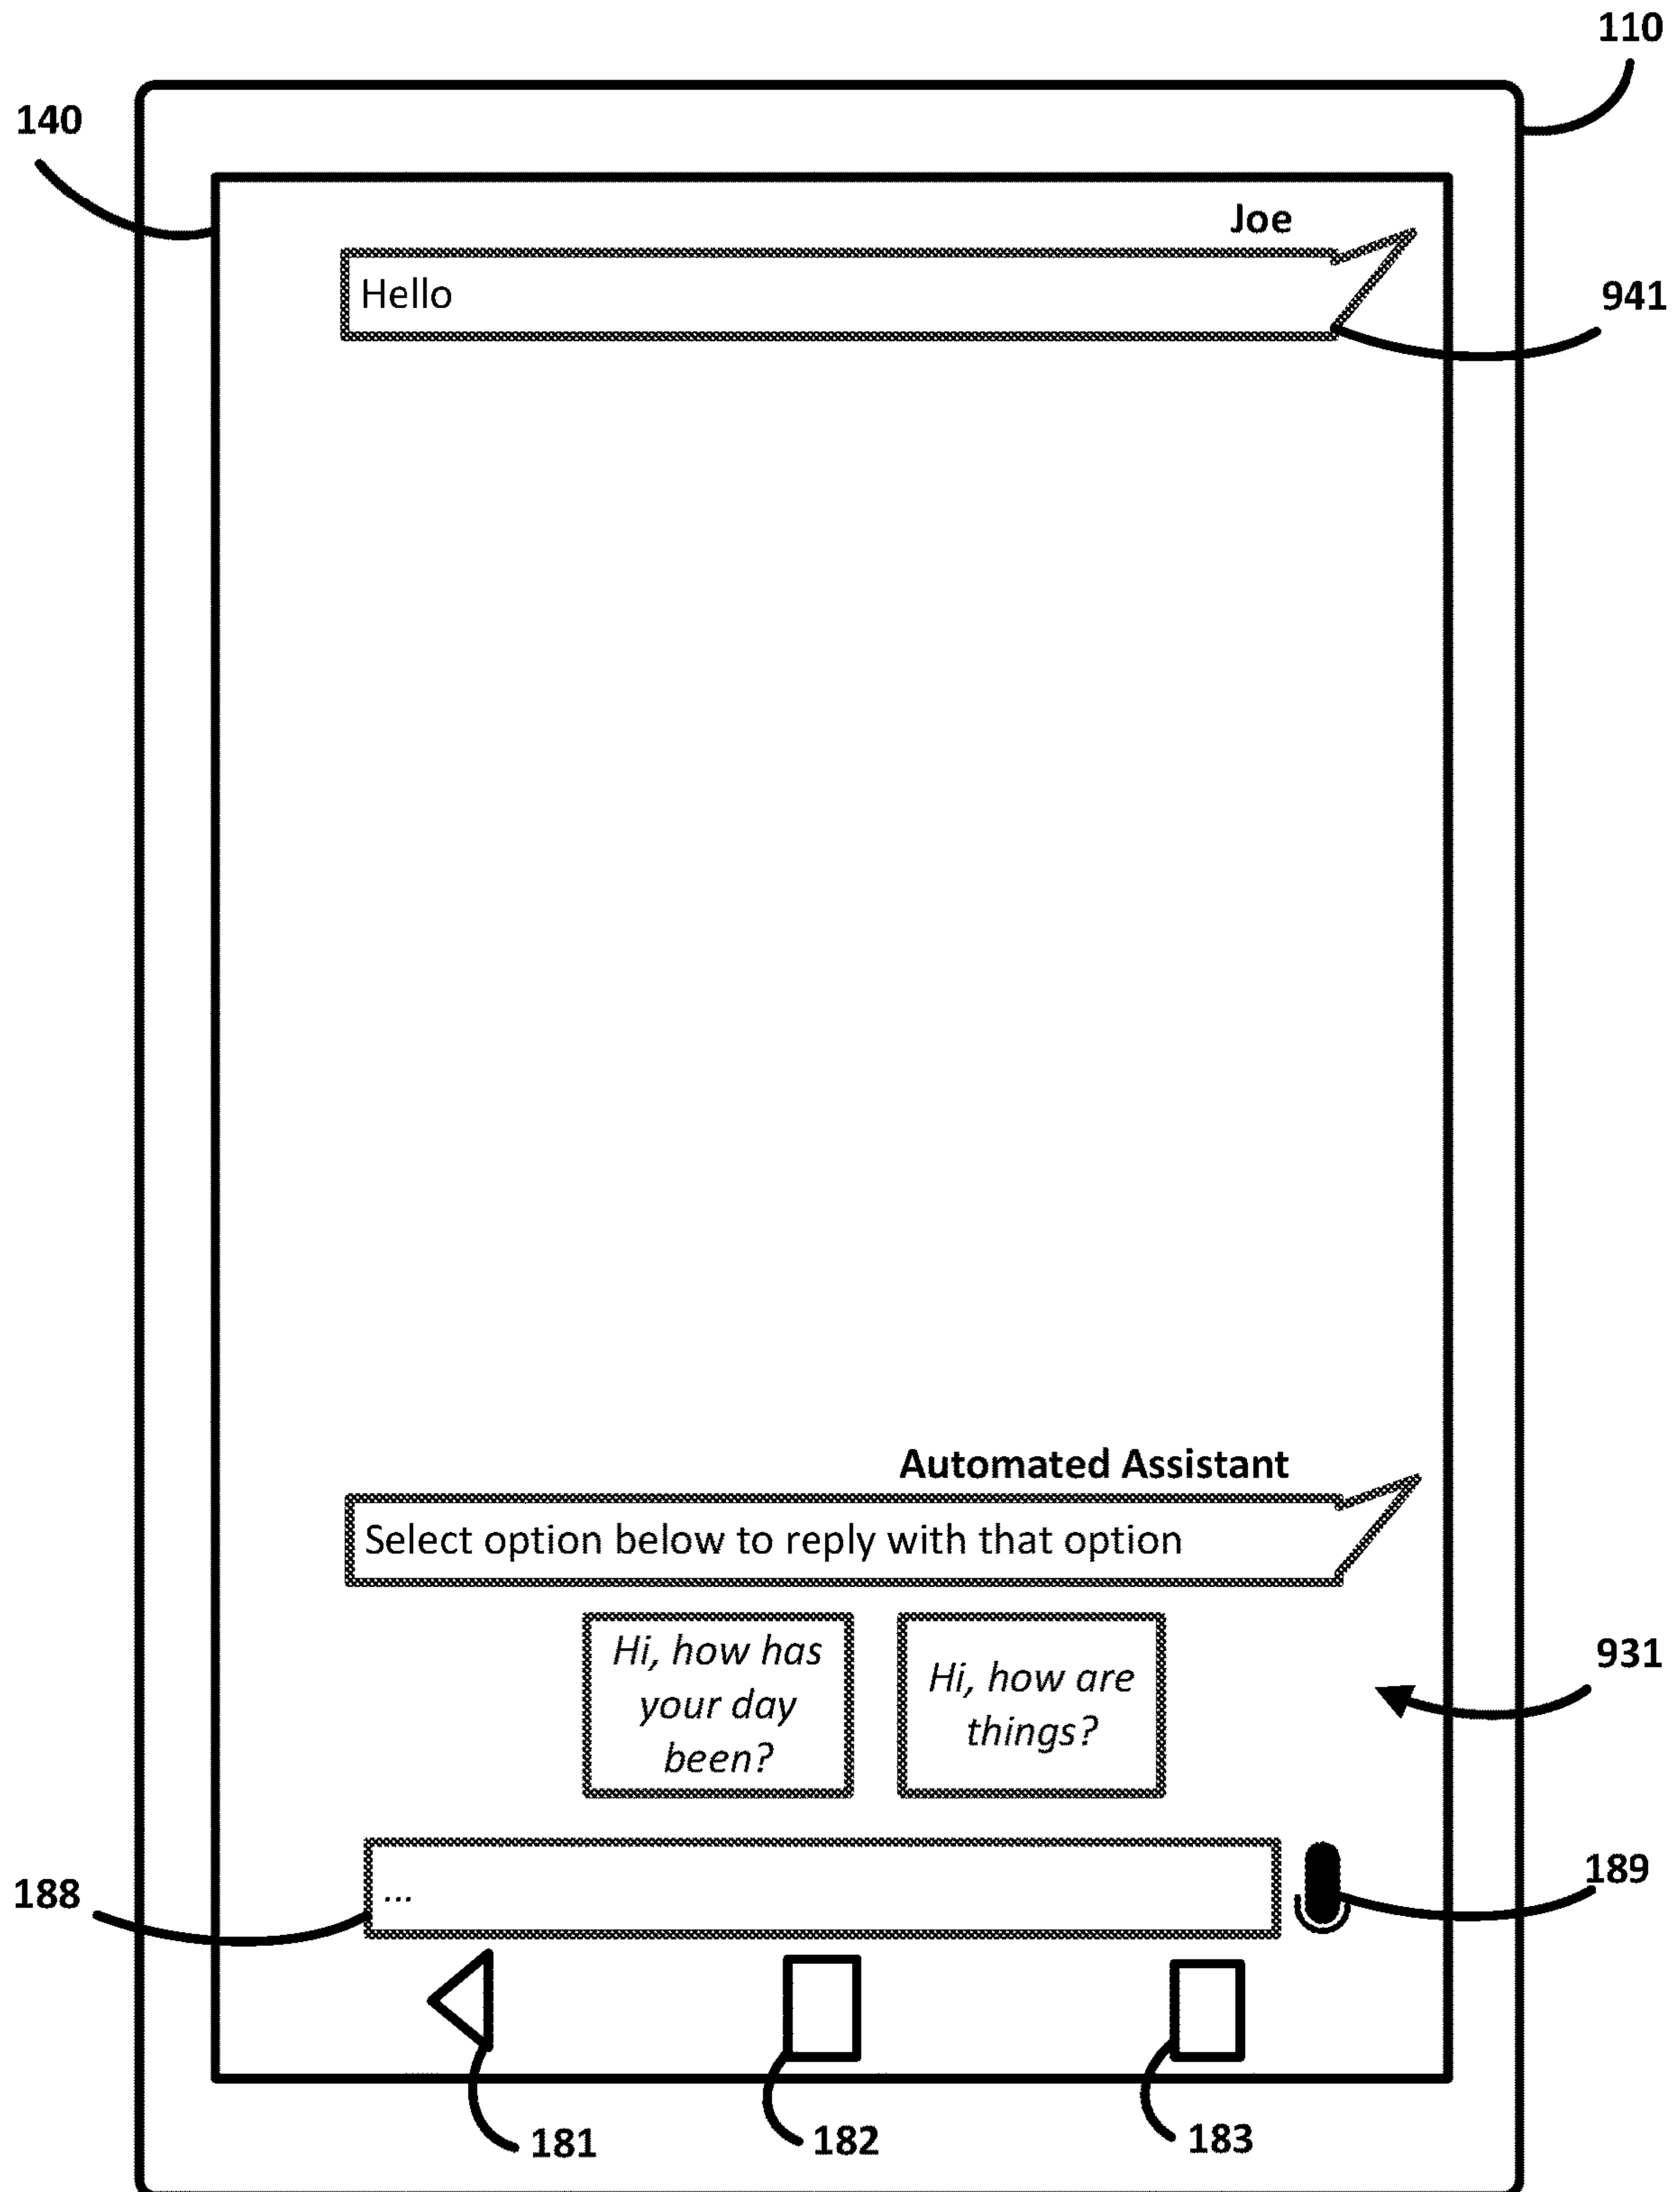 110
140
Joe
Hello
941
Automated Assistant
Select option below to reply with that option
Hi, how has
your day
been?
Hi, how are
things?
931
...
188
189
181
182
183